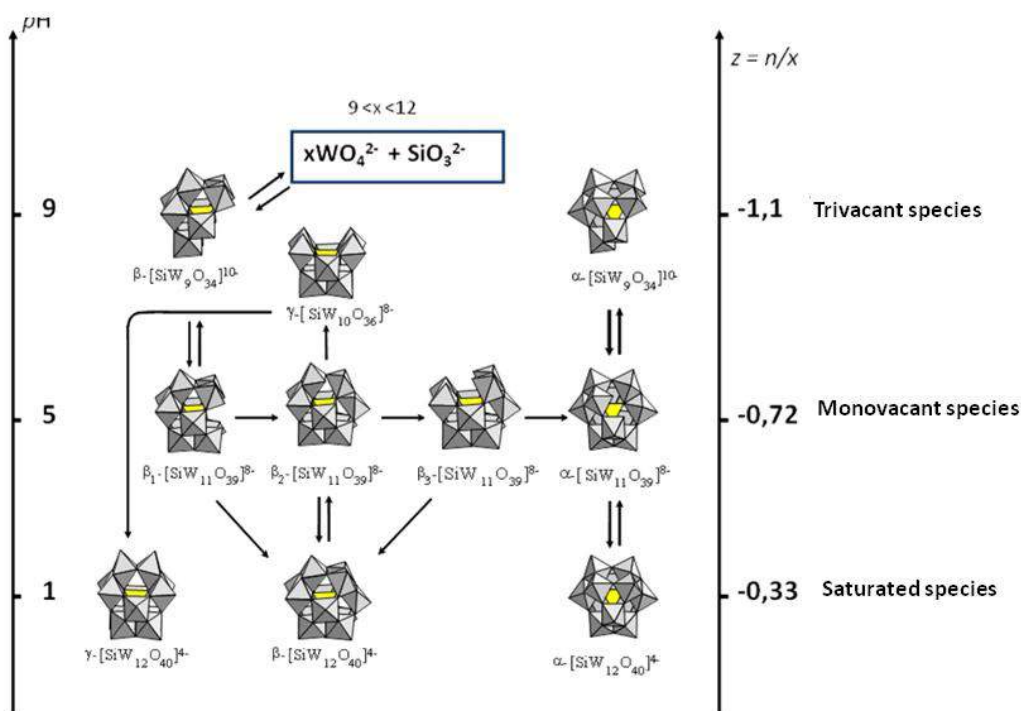 pH
z = n/x
9 <x <12
xWO₄²⁻ + SiO₃²⁻
9
-1,1
Trivacant species
β-[SiW₉O₃₄]¹⁰⁻
α-[SiW₉O₃₄]¹⁰⁻
γ-[SiW₁₀O₃₆]⁸⁻
5
-0,72
Monovacant species
β₁-[SiW₁₁O₃₉]⁸⁻
β₂-[SiW₁₁O₃₉]⁸⁻
β₃-[SiW₁₁O₃₉]⁸⁻
α-[SiW₁₁O₃₉]⁸⁻
1
-0,33
Saturated species
γ-[SiW₁₂O₄₀]⁴⁻
β-[SiW₁₂O₄₀]⁴⁻
α-[SiW₁₂O₄₀]⁴⁻